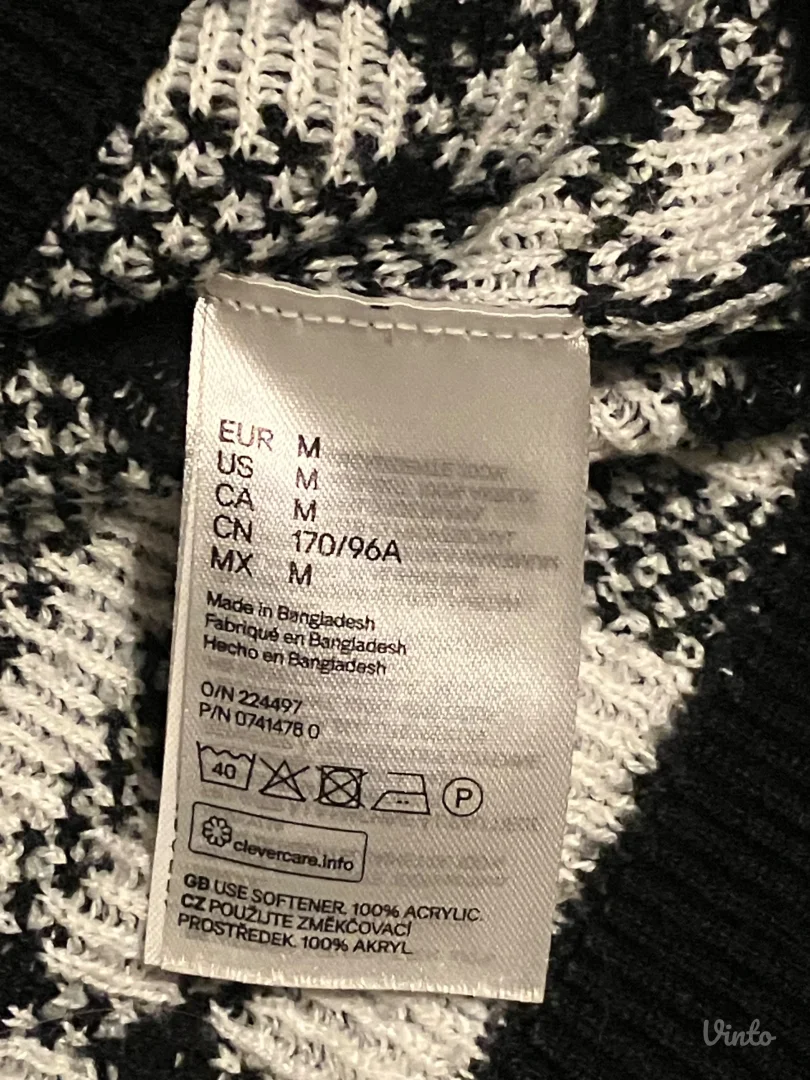 EUR M
US M
CA M
CN 170/96A
MX M
Made in Bangladesh
Fabriqué en Bangladesh
Hecho en Bangladesh
O/N 224497
P/N 0741478 0
40
P
clevercare.info
GB USE SOFTENER. 100% ACRYLIC.
CZ POUŽIJTE ZMĚKČOVACÍ
PROSTŘEDEK. 100% AKRYL
Vinto